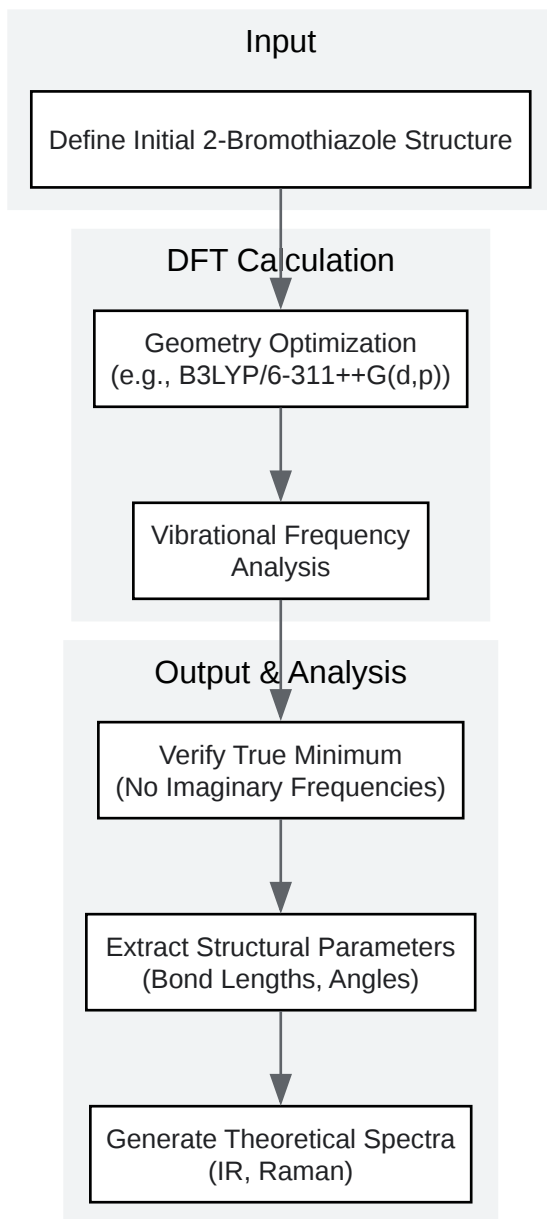 Input
Define Initial 2-Bromothiazole Structure
DFT Calculation
Geometry Optimization
(e.g., B3LYP/6-311++G(d,p))
Vibrational Frequency
Analysis
Output & Analysis
Verify True Minimum
(No Imaginary Frequencies)
Extract Structural Parameters
(Bond Lengths, Angles)
Generate Theoretical Spectra
(IR, Raman)